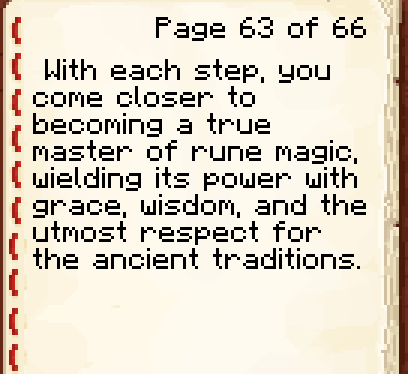 Page 63 of 66
With each step, you
come closer to
becoming a true
master of rune magic,
wielding its power with
grace, wisdom, and the
utmost respect for
the ancient traditions.